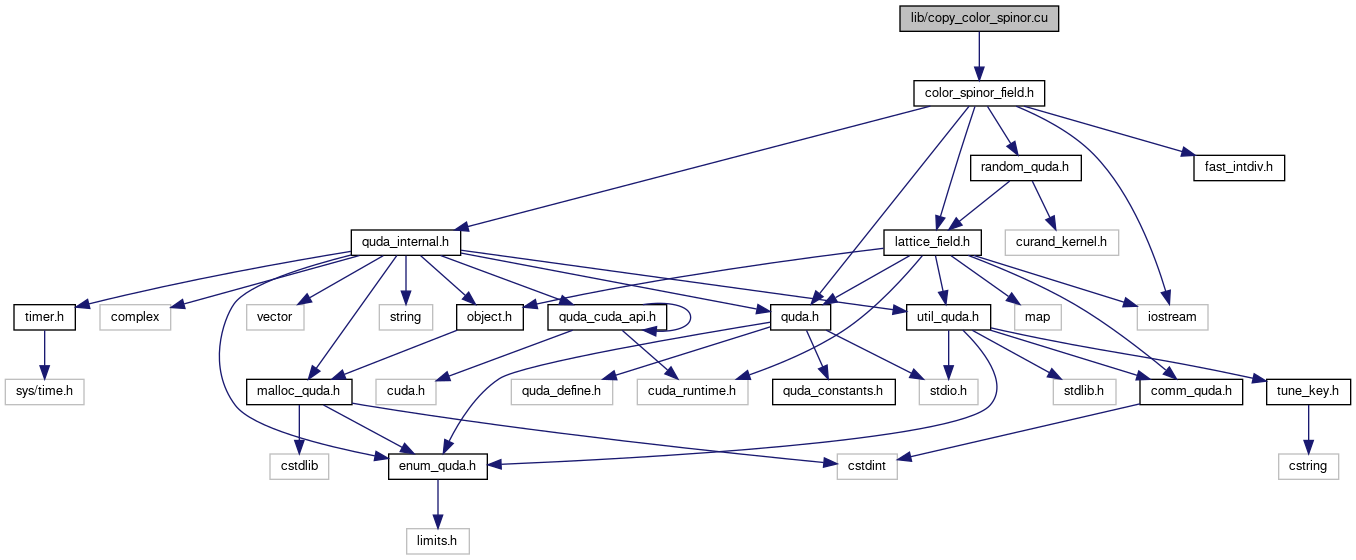 lib/copy_color_spinor.cu
color_spinor_field.h
random_quda.h
fast_intdiv.h
quda_internal.h
lattice_field.h
curand_kernel.h
timer.h
complex
vector
string
object.h
quda_cuda_api.h
quda.h
util_quda.h
map
iostream
sys/time.h
malloc_quda.h
cuda.h
quda_define.h
cuda_runtime.h
quda_constants.h
stdio.h
stdlib.h
comm_quda.h
tune_key.h
cstdlib
enum_quda.h
cstdint
cstring
limits.h